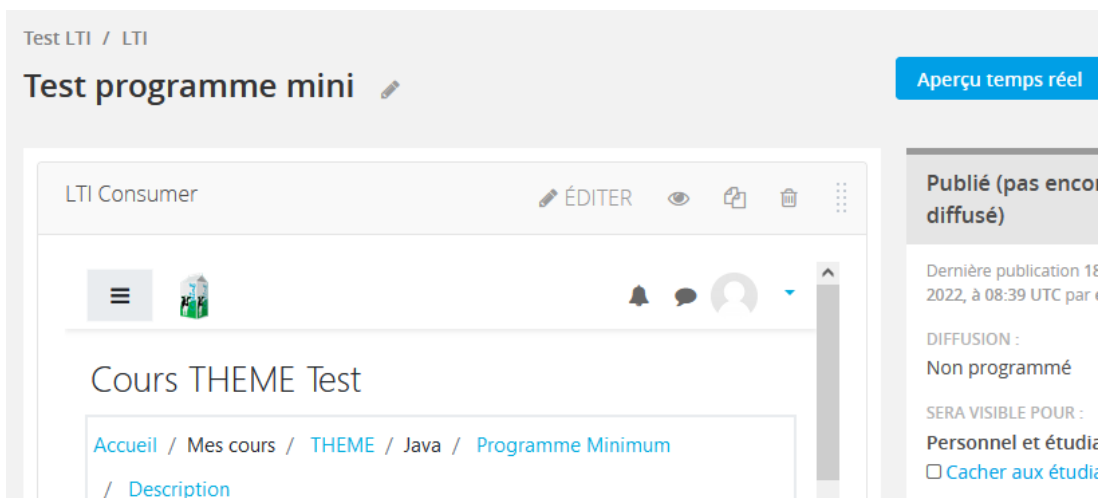 Test LTI / LTI
Test programme mini
Aperçu temps réel
LTI Consumer
ÉDITER
Cours THEME Test
Accueil / Mes cours / THEME / Java / Programme Minimum
/ Description
Publié (pas encor
diffusé)
Dernière publication 18
2022, à 08:39 UTC par
DIFFUSION :
Non programmé
SERA VISIBLE POUR :
Personnel et étudia
Cacher aux étudia